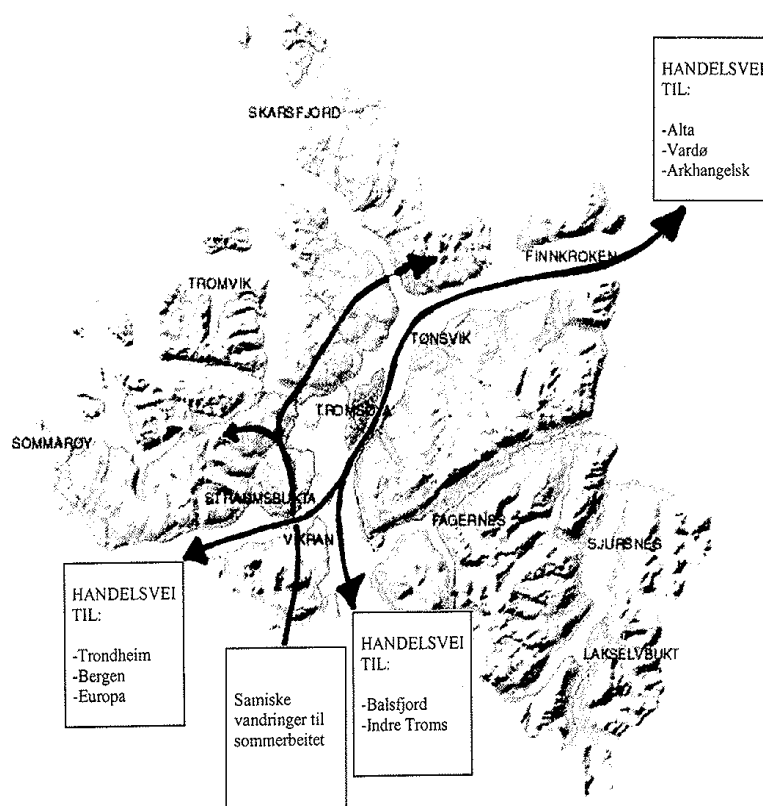 HANDELSVEI
TIL:
-Alta
-Vardø
-Arkhangelsk
SKARSFJORD
FINNKROKEN
TROMVIK
TØNSVIK
TROMSØYA
SOMMARØY
STRAUMSBUKTA
FAGERNES
VIKRAN
SJURSNES
LAKSELVBUKT
HANDELSVEI
TIL:
-Trondheim
-Bergen
-Europa
Samiske
vandringer til
sommerbeitet
HANDELSVEI
TIL:
-Balsfjord
-Indre Troms